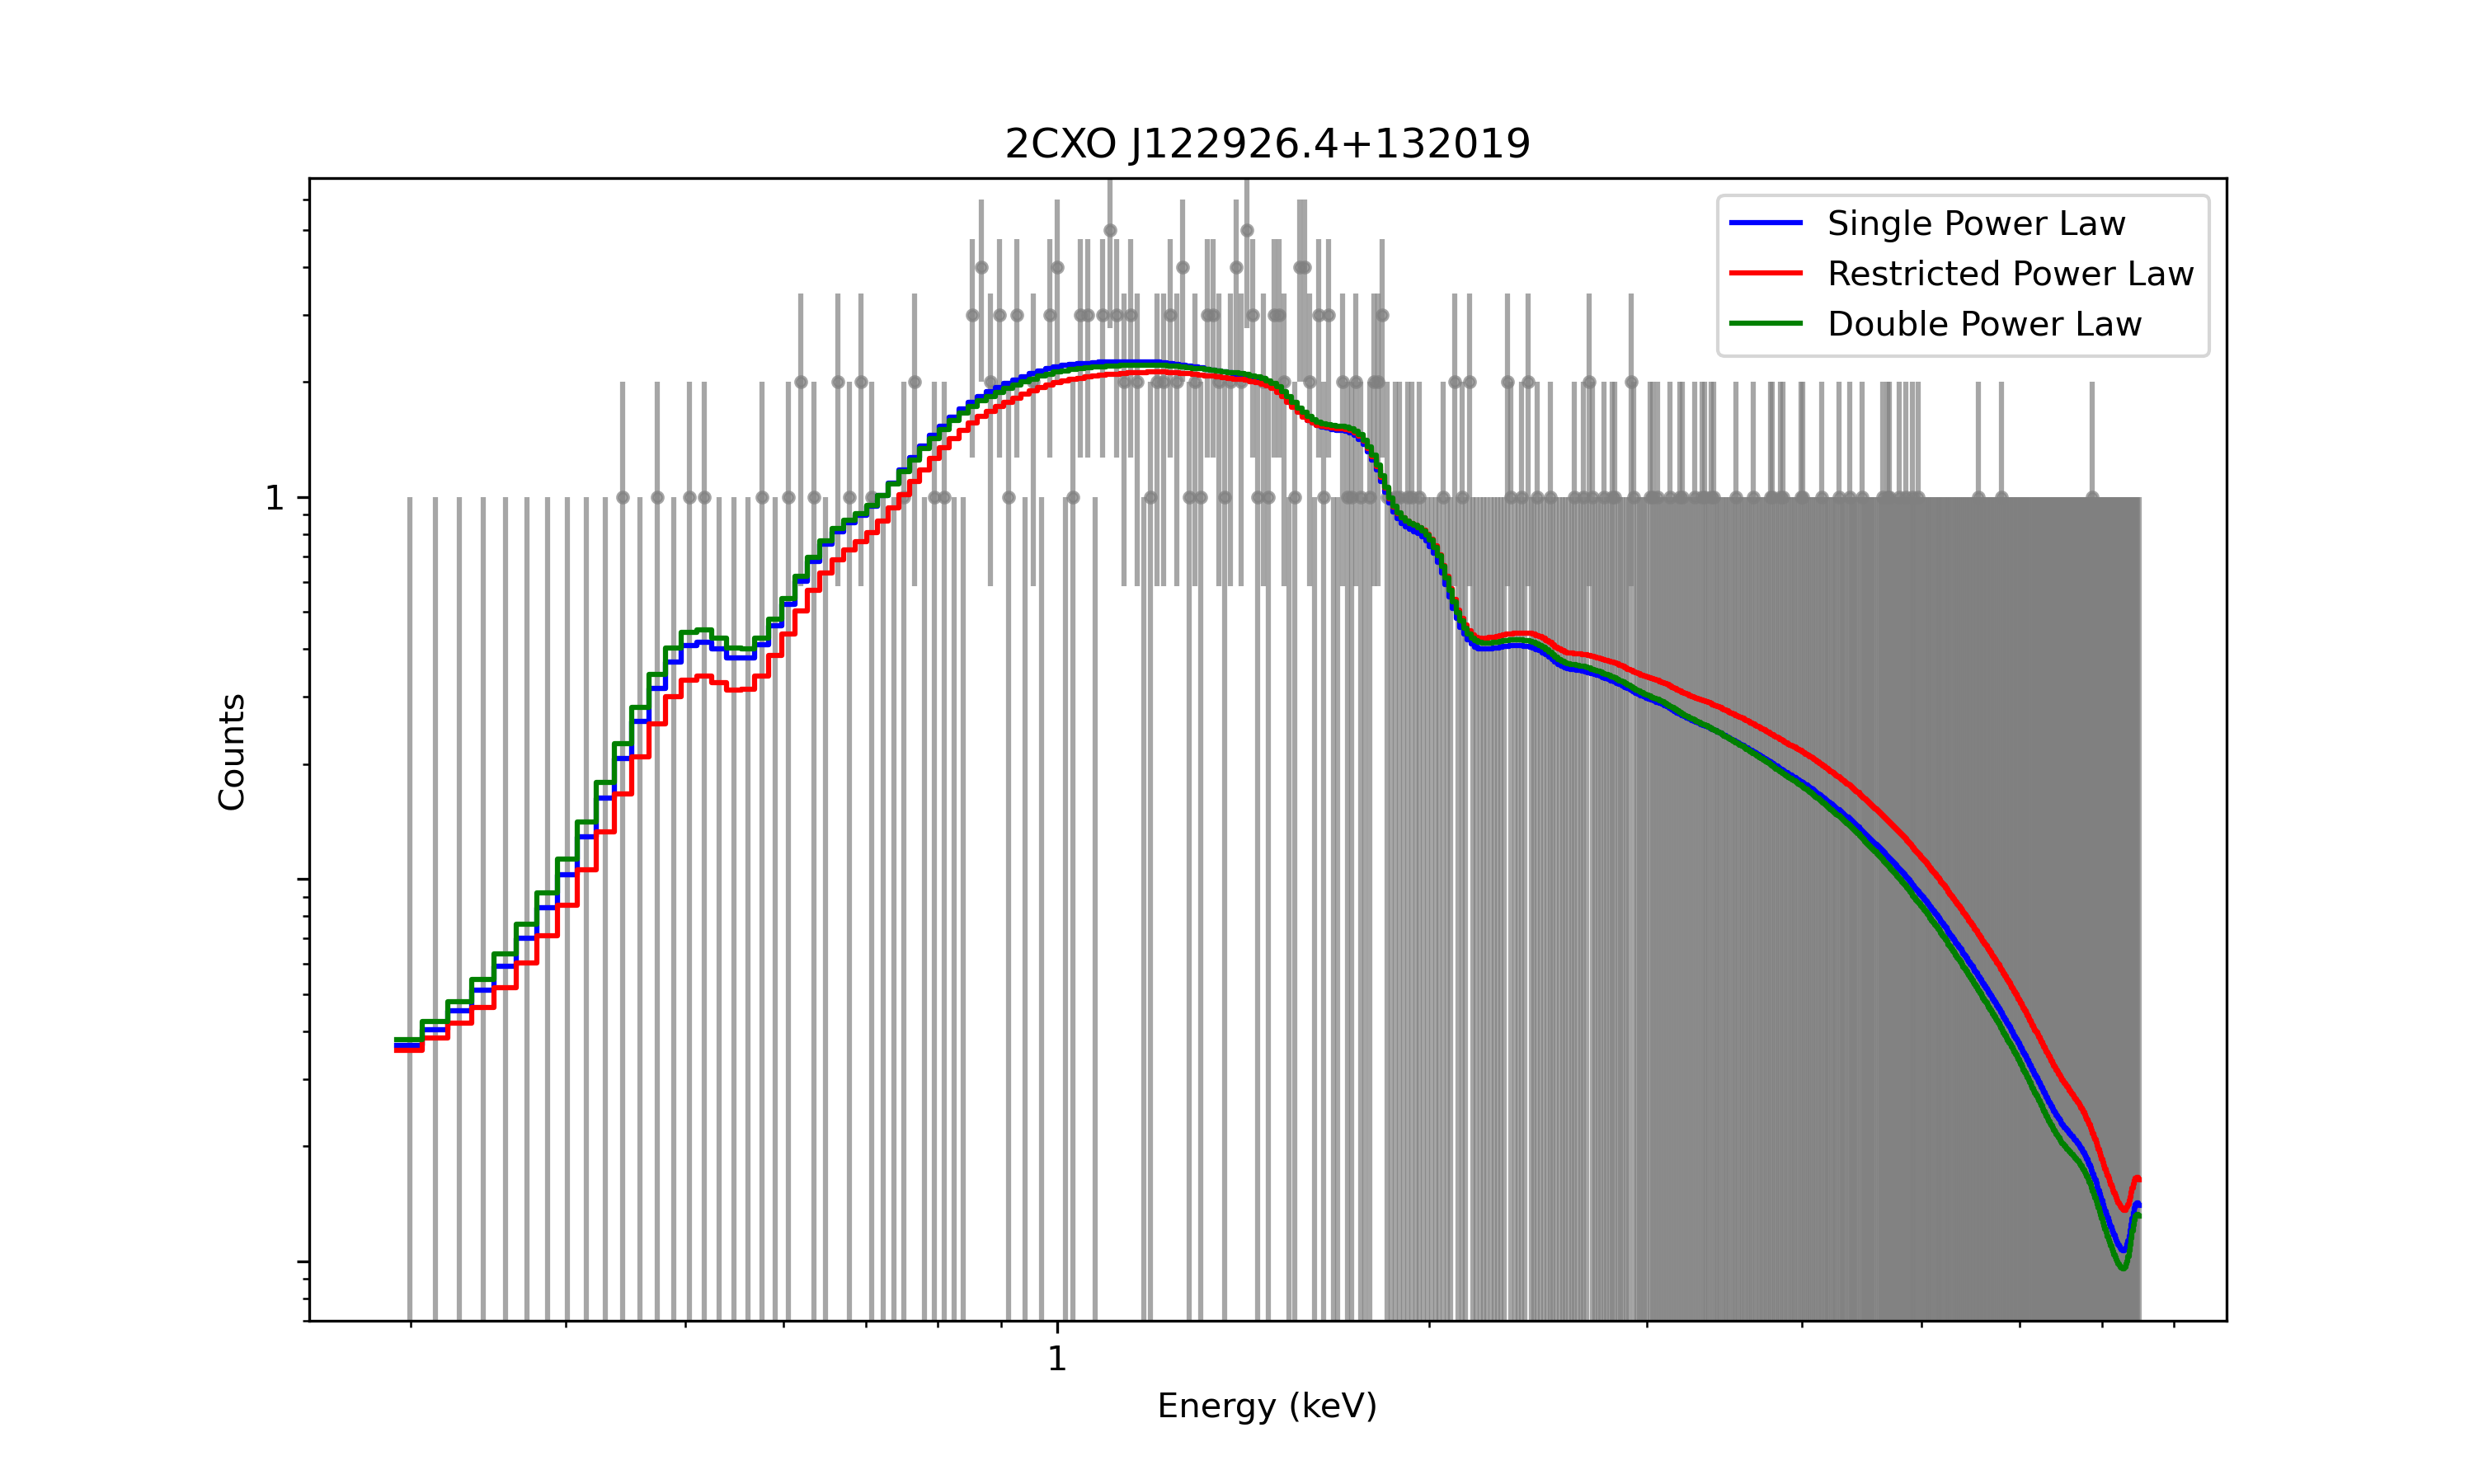 2CXO J122926.4+132019
Single Power Law
Restricted Power Law
Double Power Law
1
Counts
1
Energy (keV)